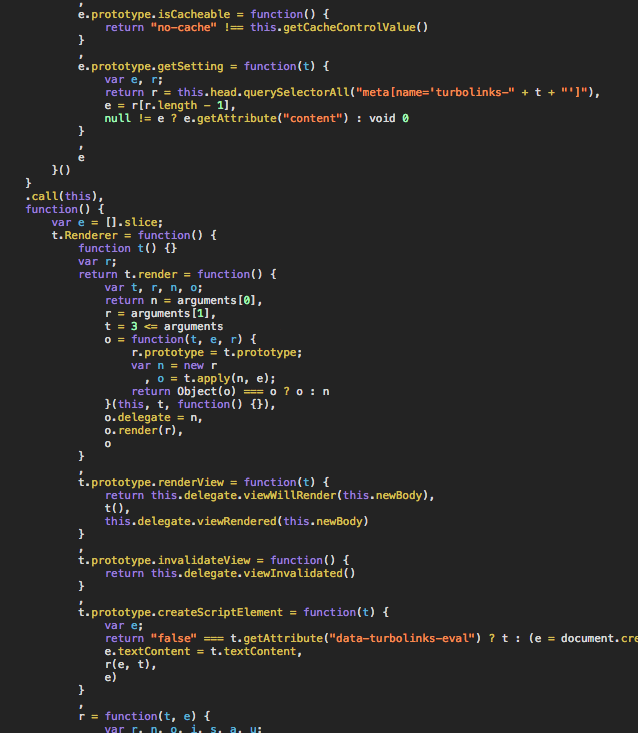 ,
e.prototype.isCacheable = function() {
return "no-cache" !== this.getCacheControlValue()
}
,
e.prototype.getSetting = function(t) {
var e, r;
return r = this.head.querySelectorAll("meta[name='turbolinks-" + t + "']"),
e = r[r.length - 1],
null != e ? e.getAttribute("content") : void 0
}
,
e
}()
}
.call(this),
function() {
var e = [].slice;
t.Renderer = function() {
function t() {}
var r;
return t.render = function() {
var t, r, n, o;
return n = arguments[0],
r = arguments[1],
t = 3 <= arguments
o = function(t, e, r) {
r.prototype = t.prototype;
var n = new r
, o = t.apply(n, e);
return Object(o) === o ? o : n
}(this, t, function() {}),
o.delegate = n,
o.render(r),
o
}
,
t.prototype.renderView = function(t) {
return this.delegate.viewWillRender(this.newBody),
t(),
this.delegate.viewRendered(this.newBody)
}
,
t.prototype.invalidateView = function() {
return this.delegate.viewInvalidated()
}
,
t.prototype.createScriptElement = function(t) {
var e;
return "false" === t.getAttribute("data-turbolinks-eval") ? t : (e = document.cre
e.textContent = t.textContent,
r(e, t),
e)
}
,
r = function(t, e) {
var r, n, o, i, s, a, u;